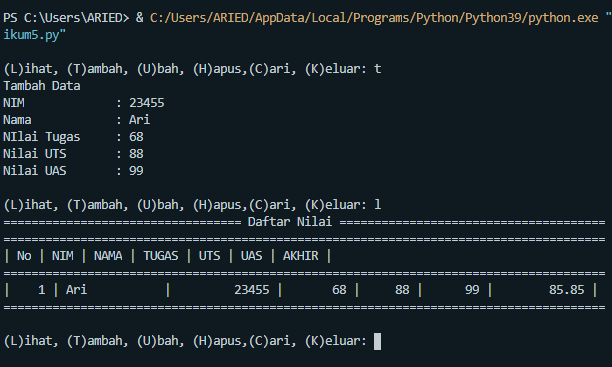 PS C:\Users\ARIED> & C:/Users/ARIED/AppData/Local/Programs/Python/Python39/python.exe "
ikum5.py"
(L)ihat, (T)ambah, (U)bah, (H)apus,(C)ari, (K)eluar: t
Tambah Data
NIM : 23455
Nama : Ari
NIlai Tugas : 68
Nilai UTS : 88
Nilai UAS : 99
(L)ihat, (T)ambah, (U)bah, (H)apus,(C)ari, (K)eluar: l
================================== Daftar Nilai ======================================
======================================================================================
| No | NIM | NAMA | TUGAS | UTS | UAS | AKHIR |
======================================================================================
| 1 | Ari | 23455 | 68 | 88 | 99 | 85.85 |
======================================================================================
(L)ihat, (T)ambah, (U)bah, (H)apus,(C)ari, (K)eluar: